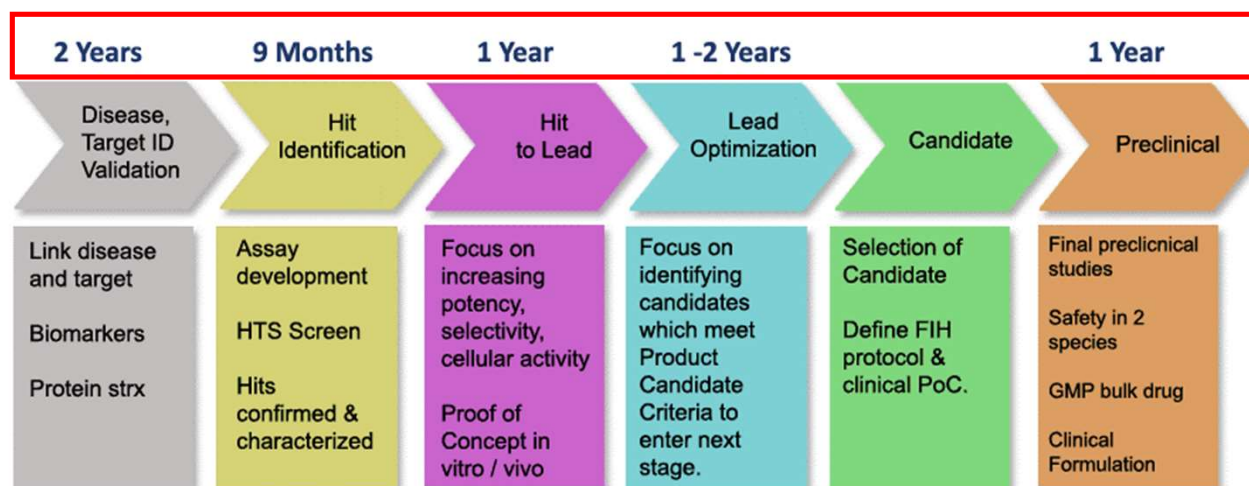 2 Years
9 Months
1 Year
1 -2 Years
1 Year
Disease,
Target ID
Validation
Hit
Identification
Hit
to Lead
Lead
Optimization
Candidate
Preclinical
Link disease
and target
Biomarkers
Protein strx
Assay
development
HTS Screen
Hits
confirmed &
characterized
Focus on
increasing
potency,
selectivity,
cellular activity
Proof of
Concept in
vitro / vivo
Focus on
identifying
candidates
which meet
Product
Candidate
Criteria to
enter next
stage.
Selection of
Candidate
Define FIH
protocol &
clinical PoC.
Final preclicnical
studies
Safety in 2
species
GMP bulk drug
Clinical
Formulation